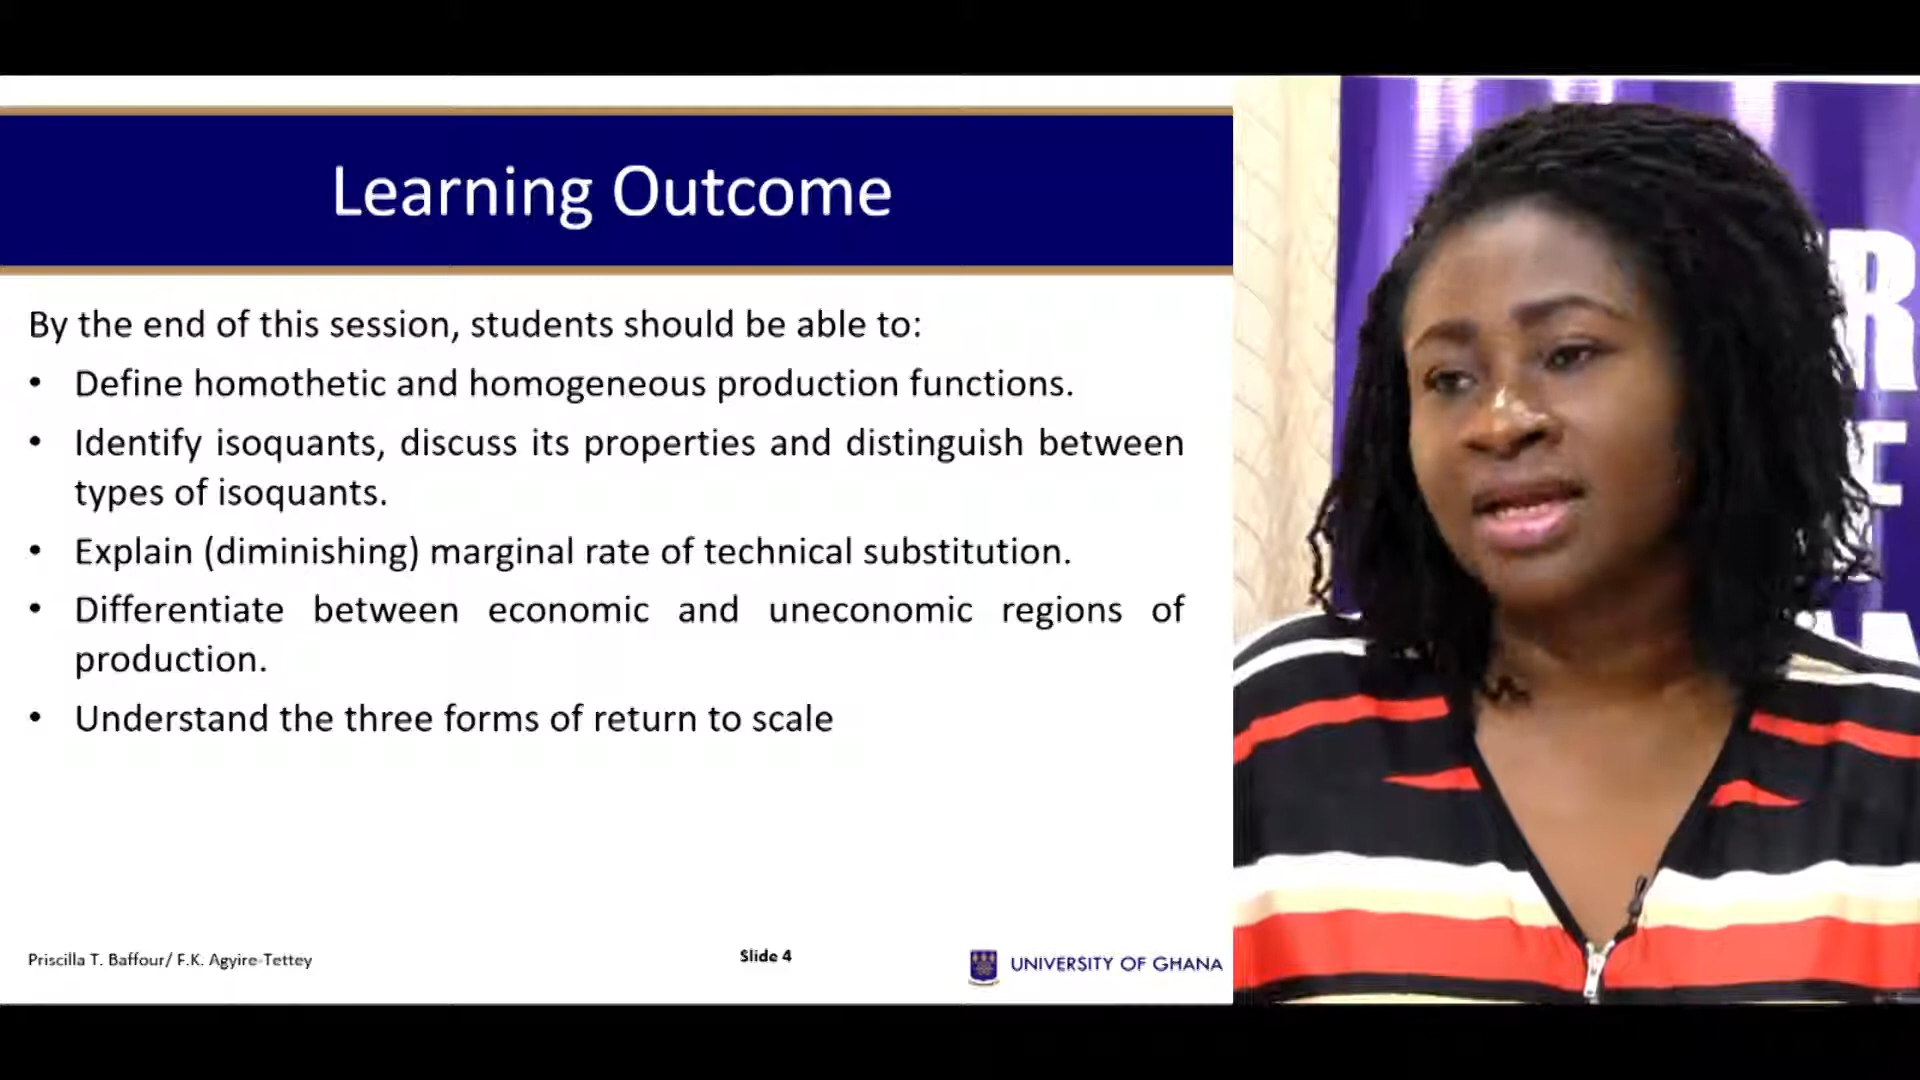 Learning Outcome
By the end of this session, students should be able to:
• Define homothetic and homogeneous production functions.
• Identify isoquants, discuss its properties and distinguish between
types of isoquants.
• Explain (diminishing) marginal rate of technical substitution.
• Differentiate between economic and uneconomic regions of
production.
• Understand the three forms of return to scale
Priscilla T. Baffour/ F.K. Agyire-Tettey
Slide 4
UNIVERSITY OF GHANA